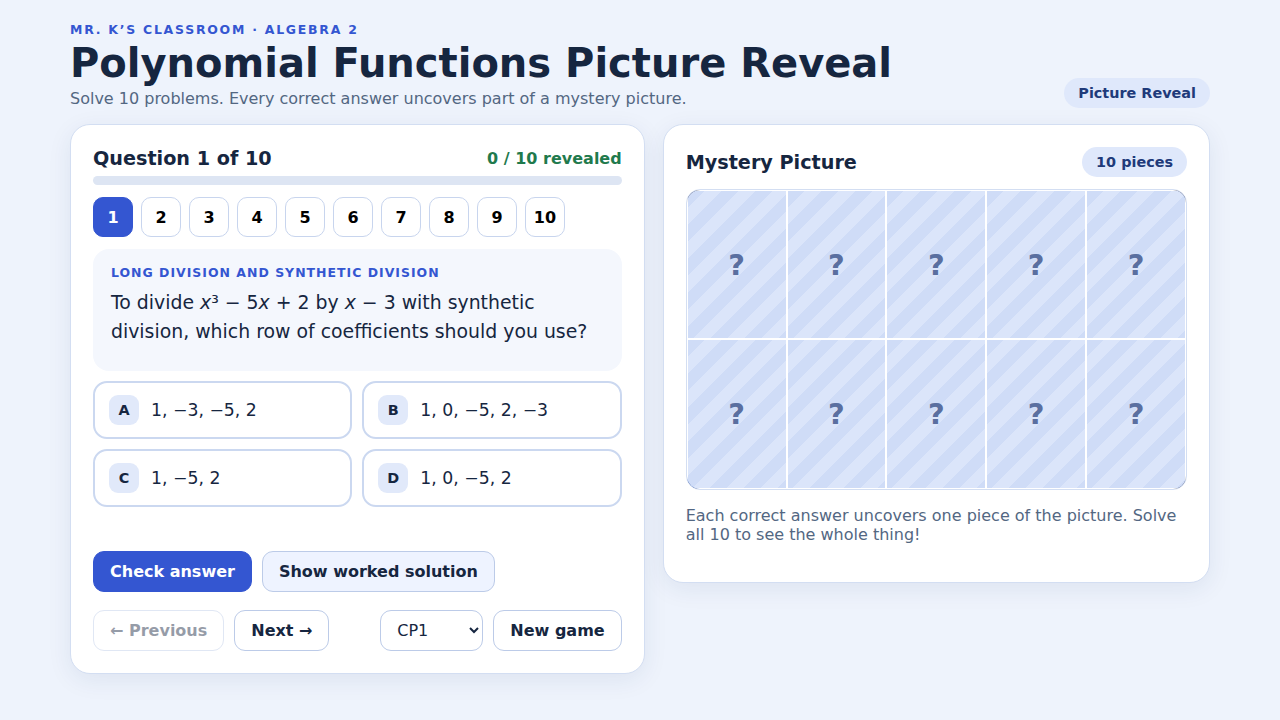 MR. K’S CLASSROOM · ALGEBRA 2
Polynomial Functions Picture Reveal
Solve 10 problems. Every correct answer uncovers part of a mystery picture.
Picture Reveal
Question 1 of 10
0 / 10 revealed
1 2 3 4 5 6 7 8 9 10
LONG DIVISION AND SYNTHETIC DIVISION
To divide x³ − 5x + 2 by x − 3 with synthetic
division, which row of coefficients should you use?
A 1, −3, −5, 2
B 1, 0, −5, 2, −3
C 1, −5, 2
D 1, 0, −5, 2
Check answer
Show worked solution
← Previous
Next →
CP1
New game
Mystery Picture
10 pieces
? ? ? ? ?
? ? ? ? ?
Each correct answer uncovers one piece of the picture. Solve
all 10 to see the whole thing!